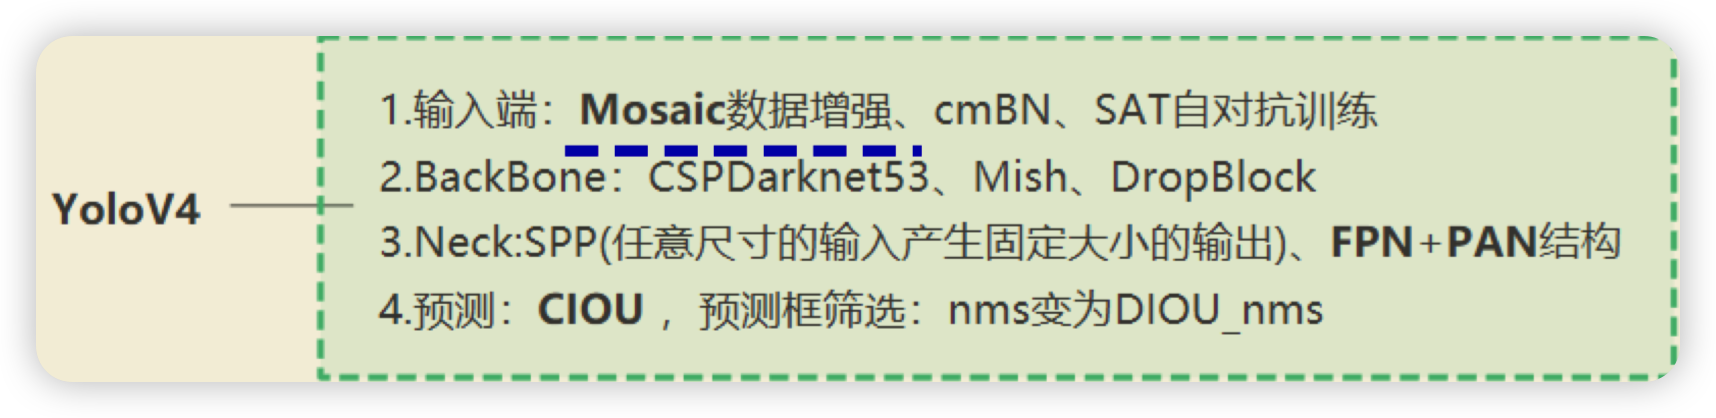 YoloV4
1.输入端：Mosaic数据增强、cmBN、SAT自对抗训练
2.BackBone：CSPDarknet53、Mish、DropBlock
3.Neck:SPP(任意尺寸的输入产生固定大小的输出)、FPN+PAN结构
4.预测：CIOU ，预测框筛选：nms变为DIOU_nms